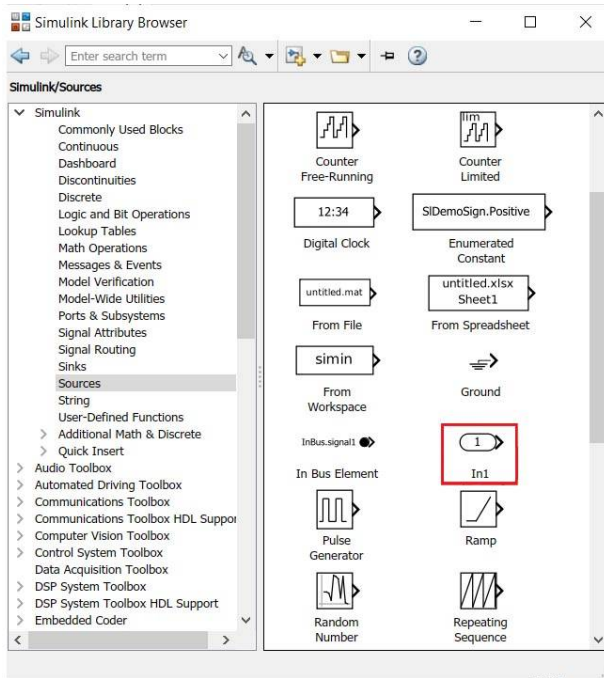 Simulink Library Browser
Enter search term
Simulink/Sources
Simulink
Commonly Used Blocks
Continuous
Dashboard
Discontinuities
Discrete
Logic and Bit Operations
Lookup Tables
Math Operations
Messages & Events
Model Verification
Model-Wide Utilities
Ports & Subsystems
Signal Attributes
Signal Routing
Sinks
Sources
String
User-Defined Functions
Additional Math & Discrete
Quick Insert
Audio Toolbox
Automated Driving Toolbox
Communications Toolbox
Communications Toolbox HDL Suppor
Computer Vision Toolbox
Control System Toolbox
Data Acquisition Toolbox
DSP System Toolbox
DSP System Toolbox HDL Support
Embedded Coder
Counter
Free-Running
lim
Counter
Limited
12:34
Digital Clock
SlDemoSign.Positive
Enumerated
Constant
untitled.mat
From File
untitled.xlsx
Sheet1
From Spreadsheet
simin
From
Workspace
Ground
InBus.signal1
In Bus Element
1
In1
Pulse
Generator
Ramp
Random
Number
Repeating
Sequence